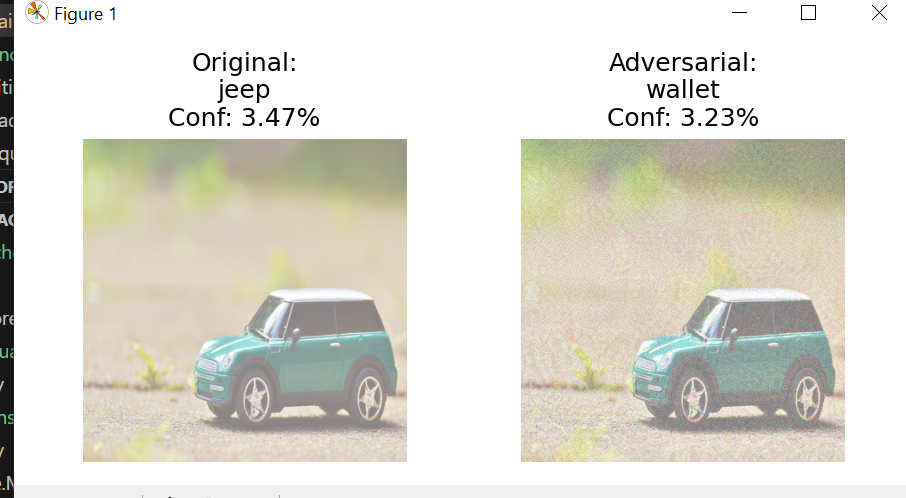 Figure 1
Original:
jeep
Conf: 3.47%
Adversarial:
wallet
Conf: 3.23%